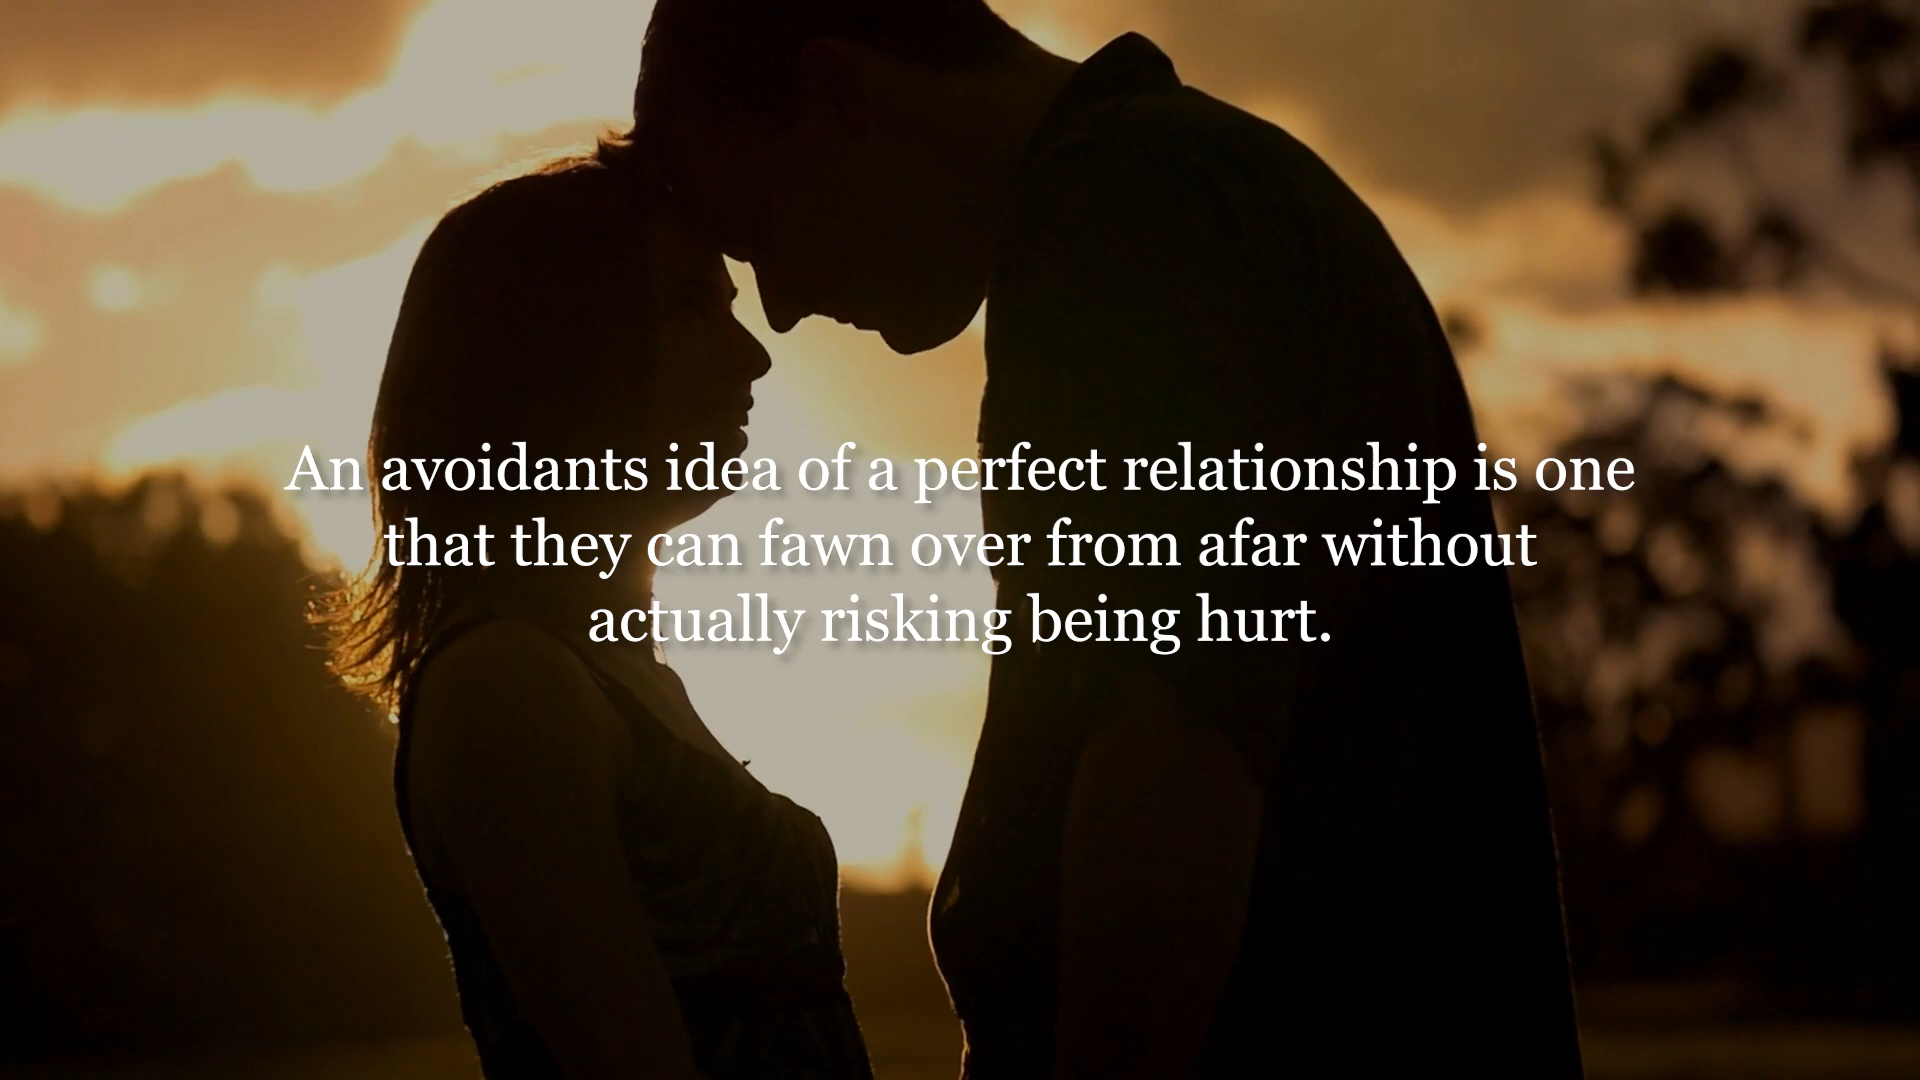 An avoidants idea of a perfect relationship is one
that they can fawn over from afar without
actually risking being hurt.